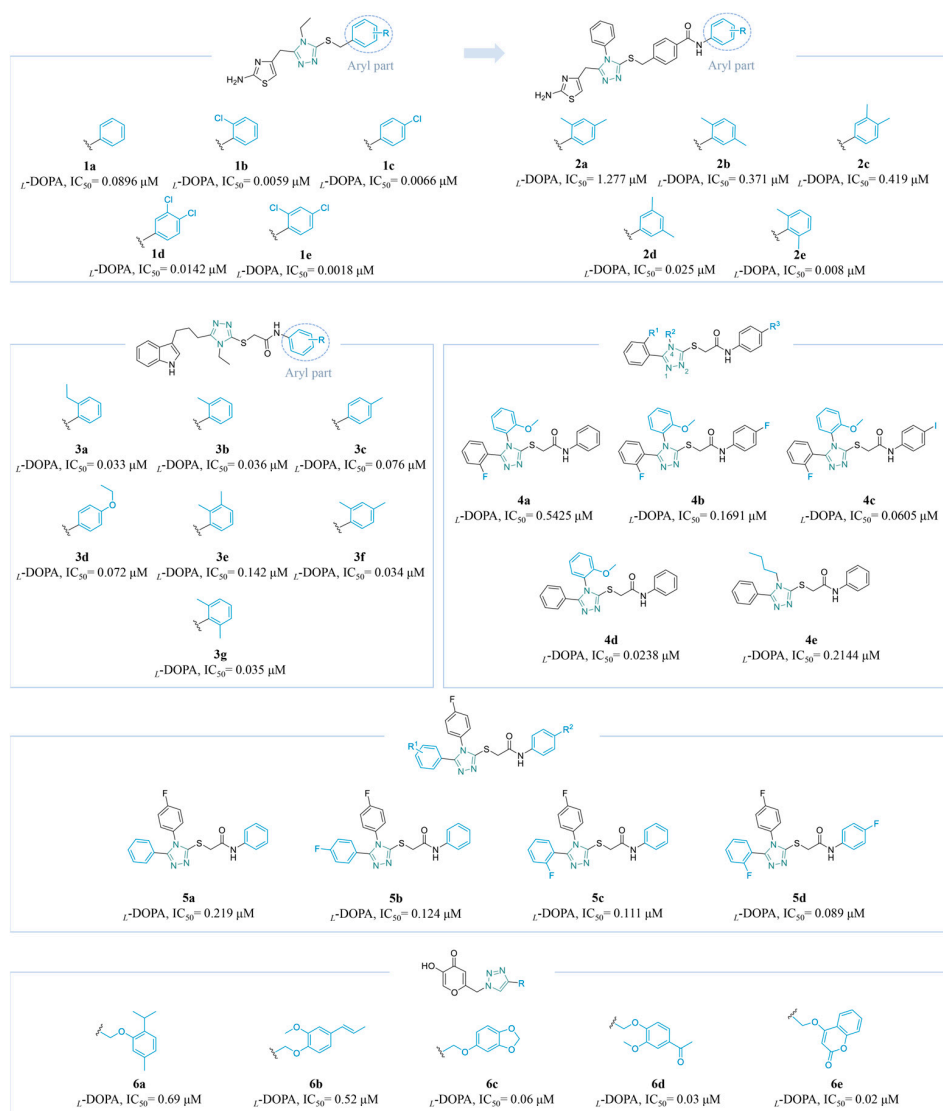 Aryl part
Aryl part
1a
L-DOPA, IC50= 0.0896 μM
1b
L-DOPA, IC50= 0.0059 μM
1c
L-DOPA, IC50= 0.0066 μM
1d
L-DOPA, IC50= 0.0142 μM
1e
L-DOPA, IC50= 0.0018 μM
2a
L-DOPA, IC50= 1.277 μM
2b
L-DOPA, IC50= 0.371 μM
2c
L-DOPA, IC50= 0.419 μM
2d
L-DOPA, IC50= 0.025 μM
2e
L-DOPA, IC50= 0.008 μM
Aryl part
3a
L-DOPA, IC50= 0.033 μM
3b
L-DOPA, IC50= 0.036 μM
3c
L-DOPA, IC50= 0.076 μM
3d
L-DOPA, IC50= 0.072 μM
3e
L-DOPA, IC50= 0.142 μM
3f
L-DOPA, IC50= 0.034 μM
3g
L-DOPA, IC50= 0.035 μM
4a
L-DOPA, IC50= 0.5425 μM
4b
L-DOPA, IC50= 0.1691 μM
4c
L-DOPA, IC50= 0.0605 μM
4d
L-DOPA, IC50= 0.0238 μM
4e
L-DOPA, IC50= 0.2144 μM
5a
L-DOPA, IC50= 0.219 μM
5b
L-DOPA, IC50= 0.124 μM
5c
L-DOPA, IC50= 0.111 μM
5d
L-DOPA, IC50= 0.089 μM
6a
L-DOPA, IC50= 0.69 μM
6b
L-DOPA, IC50= 0.52 μM
6c
L-DOPA, IC50= 0.06 μM
6d
L-DOPA, IC50= 0.03 μM
6e
L-DOPA, IC50= 0.02 μM